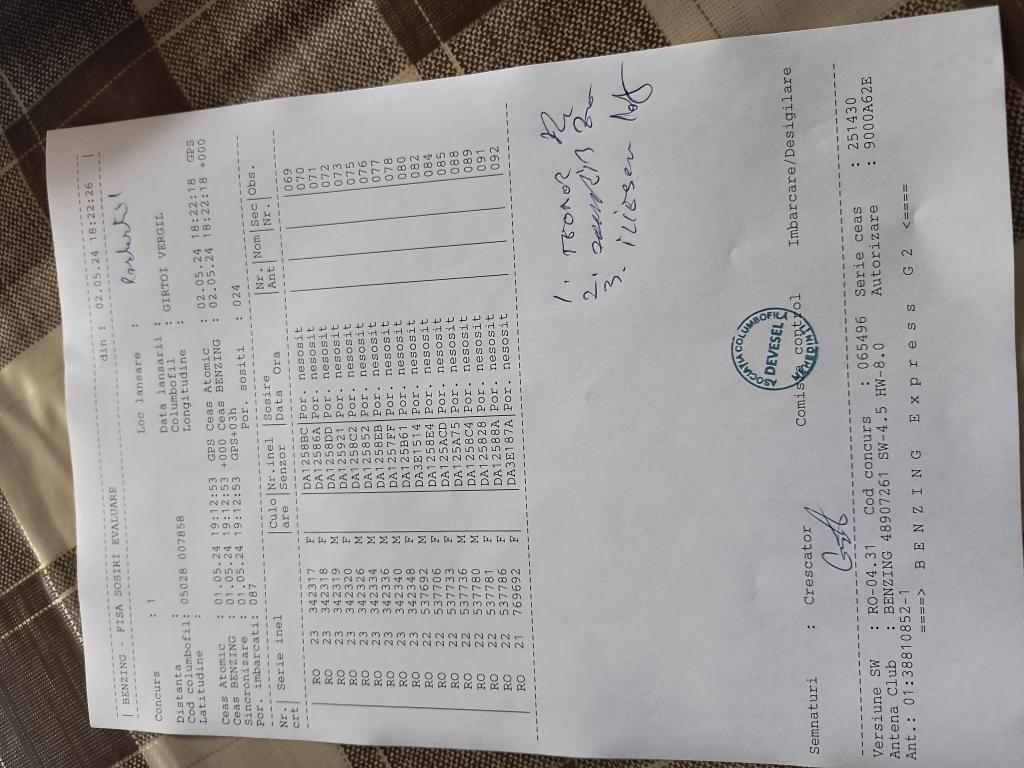 | BENZING - FISA SOSIRI EVALUARE din : 02.05.24 18:22:26 |
Concurs : 1 Loc lansare :
Distanta : Data lansarii :
Cod columbofil: 05028 007858 Columbofil : GIRTOI VERGIL
Latitudine : Longitudine :
Ceas Atomic : 01.05.24 19:12:53 GPS Ceas Atomic : 02.05.24 18:22:18 GPS
Ceas BENZING : 01.05.24 19:12:53 +000 Ceas BENZING : 02.05.24 18:22:18 +000
Sincronizare : 01.05.24 19:12:53 GPS+03h
Por. imbarcati: 087 Por. sositi : 024
Nr. | Serie inel |Culo|Nr.inel |Sosire |Nr. |Nom|Sec|Obs.
crt | |are |Senzor |Data Ora |Ant| |Nr.|
RO 23 342317 F |DA1258BC|Por. nesosit 069
RO 23 342318 F |DA12586A|Por. nesosit 070
RO 23 342319 M |DA1258DD|Por. nesosit 071
RO 23 342320 F |DA125921|Por. nesosit 072
RO 23 342326 M |DA1258C2|Por. nesosit 073
RO 23 342334 M |DA125852|Por. nesosit 075
RO 23 342336 M |DA1258EB|Por. nesosit 076
RO 23 342340 M |DA1257FF|Por. nesosit 077
RO 23 342348 F |DA125B61|Por. nesosit 078
RO 22 537692 M |DA3E1514|Por. nesosit 080
RO 22 537706 F |DA1258E4|Por. nesosit 082
RO 22 537733 F |DA125ACD|Por. nesosit 084
RO 22 537736 F |DA125A75|Por. nesosit 085
RO 22 537780 M |DA1258C4|Por. nesosit 088
RO 22 537781 F |DA125828|Por. nesosit 089
RO 22 537786 F |DA12588A|Por. nesosit 091
RO 21 769692 F |DA3E187A|Por. nesosit 092
1.
2.
3.
ASOCIATIA COLUMBOFILA
DEVESEL
MEHEDINTI
Semnaturi : Crescator Comisia control Imbarcare/Desigilare
Versiune SW : RO-04.31 Cod concurs : 065496 Serie ceas : 251430
Antena Club : BENZING 48907261 SW-4.5 HW-8.0 Autorizare : 9000A62E
Ant.: 01:38810852-1
====> B E N Z I N G E x p r e s s G 2 <====